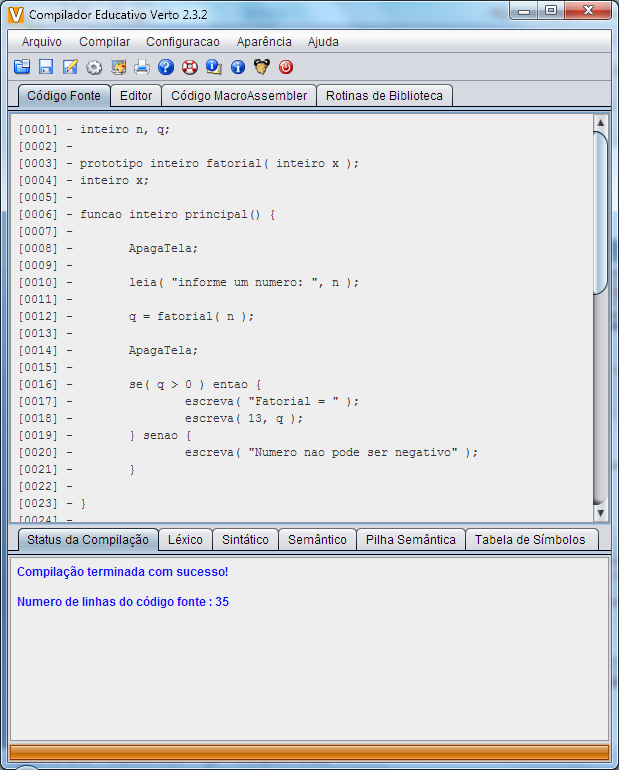 Compilador Educativo Verto 2.3.2
Arquivo Compilar Configuracao Aparência Ajuda
Código Fonte Editor Código MacroAssembler Rotinas de Biblioteca
[0001] - inteiro n, q;
[0002] -
[0003] - prototipo inteiro fatorial( inteiro x );
[0004] - inteiro x;
[0005] -
[0006] - funcao inteiro principal() {
[0007] -
[0008] - ApagaTela;
[0009] -
[0010] - leia( "informe um numero: ", n );
[0011] -
[0012] - q = fatorial( n );
[0013] -
[0014] - ApagaTela;
[0015] -
[0016] - se( q > 0 ) entao {
[0017] - escreva( "Fatorial = " );
[0018] - escreva( 13, q );
[0019] - } senao {
[0020] - escreva( "Numero nao pode ser negativo" );
[0021] - }
[0022] -
[0023] - }
[0024] -
Status da Compilação Léxico Sintático Semântico Pilha Semântica Tabela de Símbolos
Compilação terminada com sucesso!
Numero de linhas do código fonte : 35